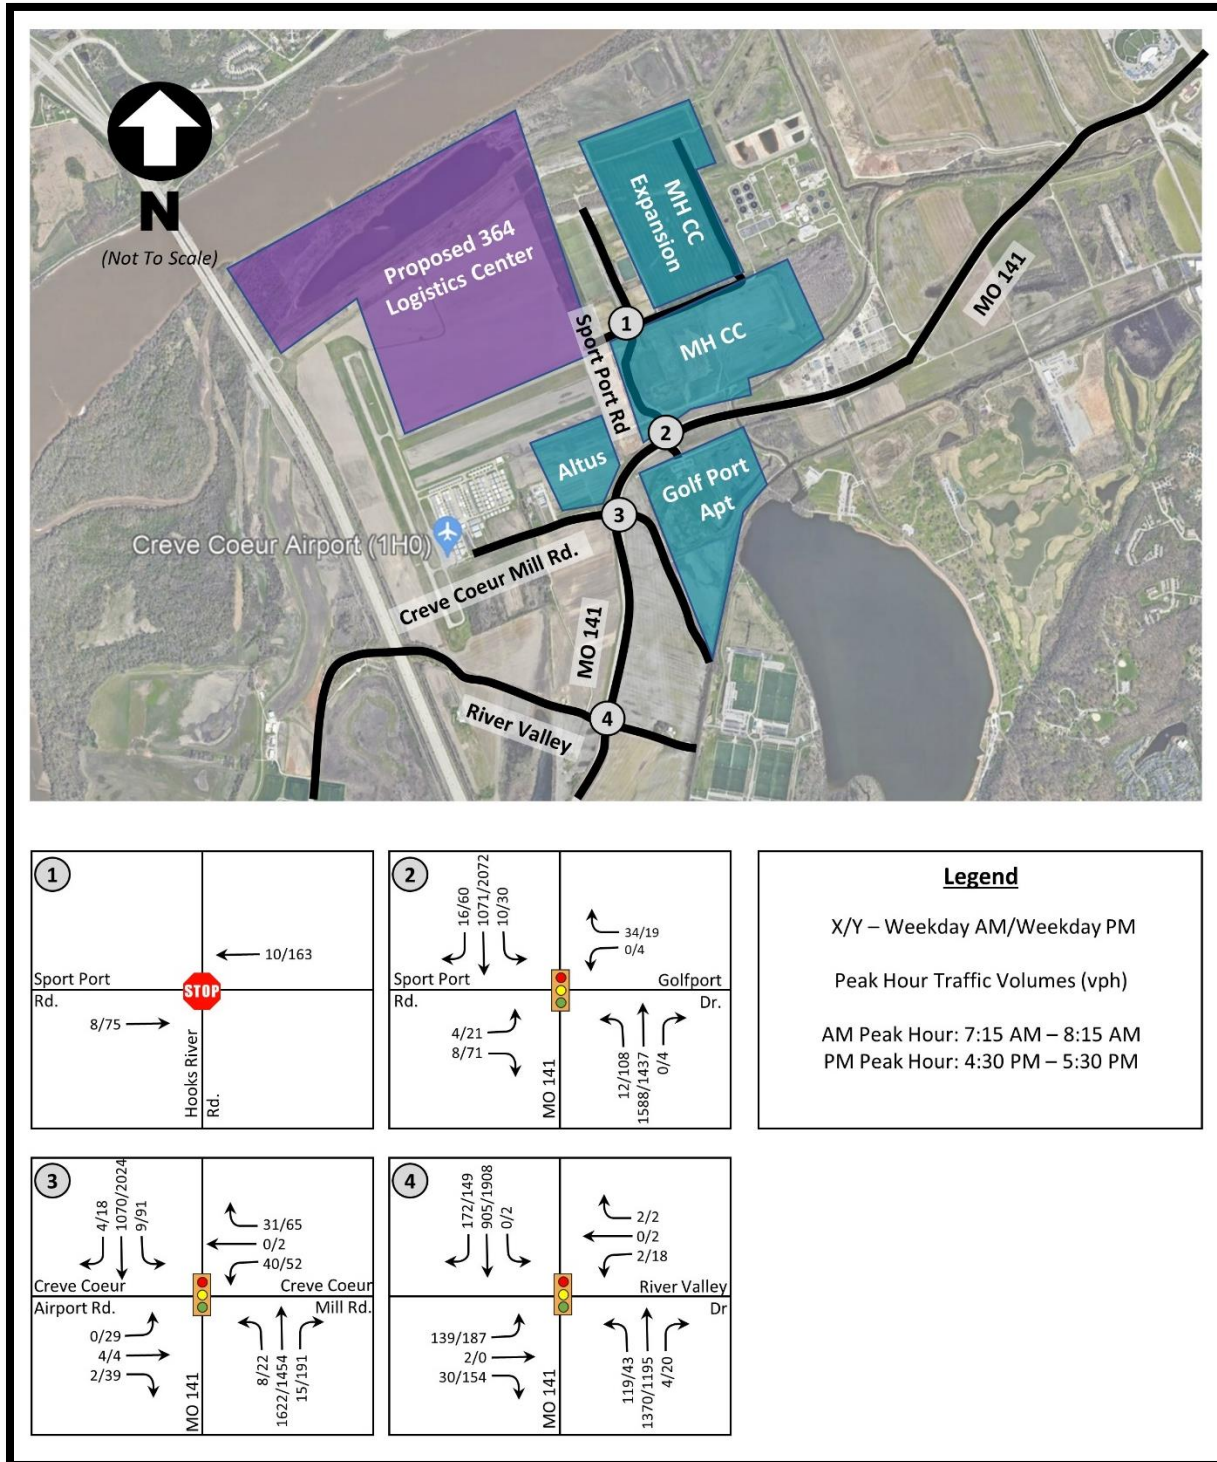 N
(Not To Scale)
Proposed 364
Logistics Center
MH CC
Expansion
MO 141
1
Sport Port Rd
MH CC
2
Altus
Golf Port
Apt
3
Creve Coeur Airport (1H0)
Creve Coeur Mill Rd.
MO 141
River Valley
4
1
10/163
Sport Port
Rd.
STOP
8/75
Hooks River
Rd.
2
16/60
1071/2072
10/30
34/19
0/4
Sport Port
Rd.
Golfport
Dr.
4/21
8/71
MO 141
12/108
1588/1437
0/4
Legend
X/Y – Weekday AM/Weekday PM
Peak Hour Traffic Volumes (vph)
AM Peak Hour: 7:15 AM – 8:15 AM
PM Peak Hour: 4:30 PM – 5:30 PM
3
4/18
1070/2024
9/91
31/65
0/2
40/52
Creve Coeur
Airport Rd.
Creve Coeur
Mill Rd.
0/29
4/4
2/39
MO 141
8/22
1622/1454
15/191
4
172/149
905/1908
0/2
2/2
0/2
2/18
River Valley
Dr
139/187
2/0
30/154
MO 141
119/43
1370/1195
4/20